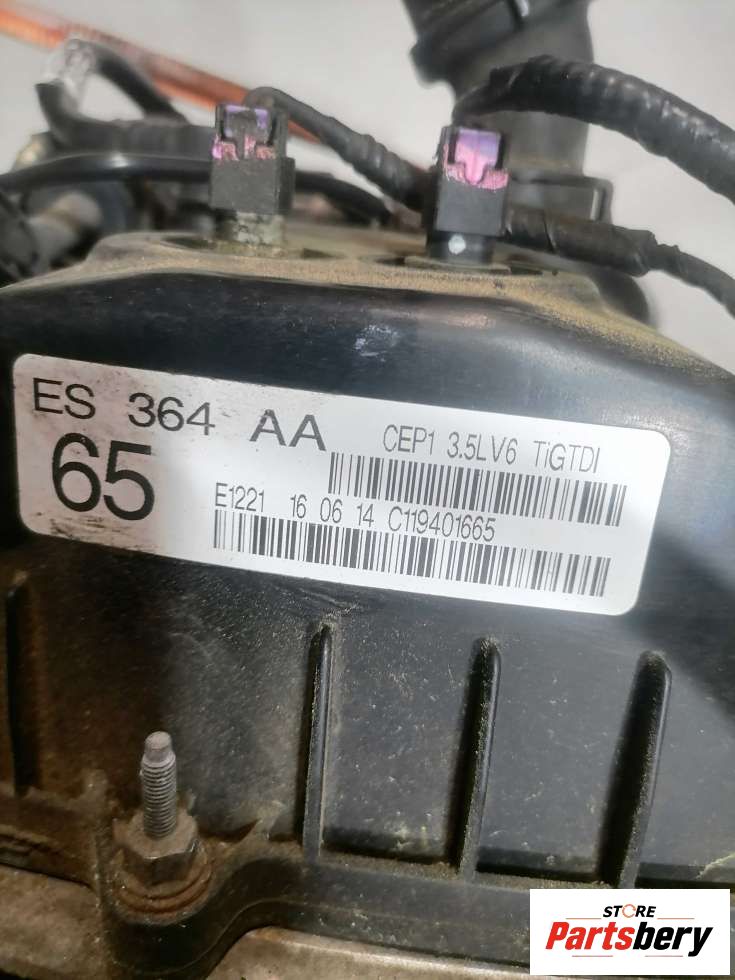 ES 364 AA
65
CEP1 3.5LV6 TiGTDI
E1221 16 06 14 C119401665
STORE
Partsbery